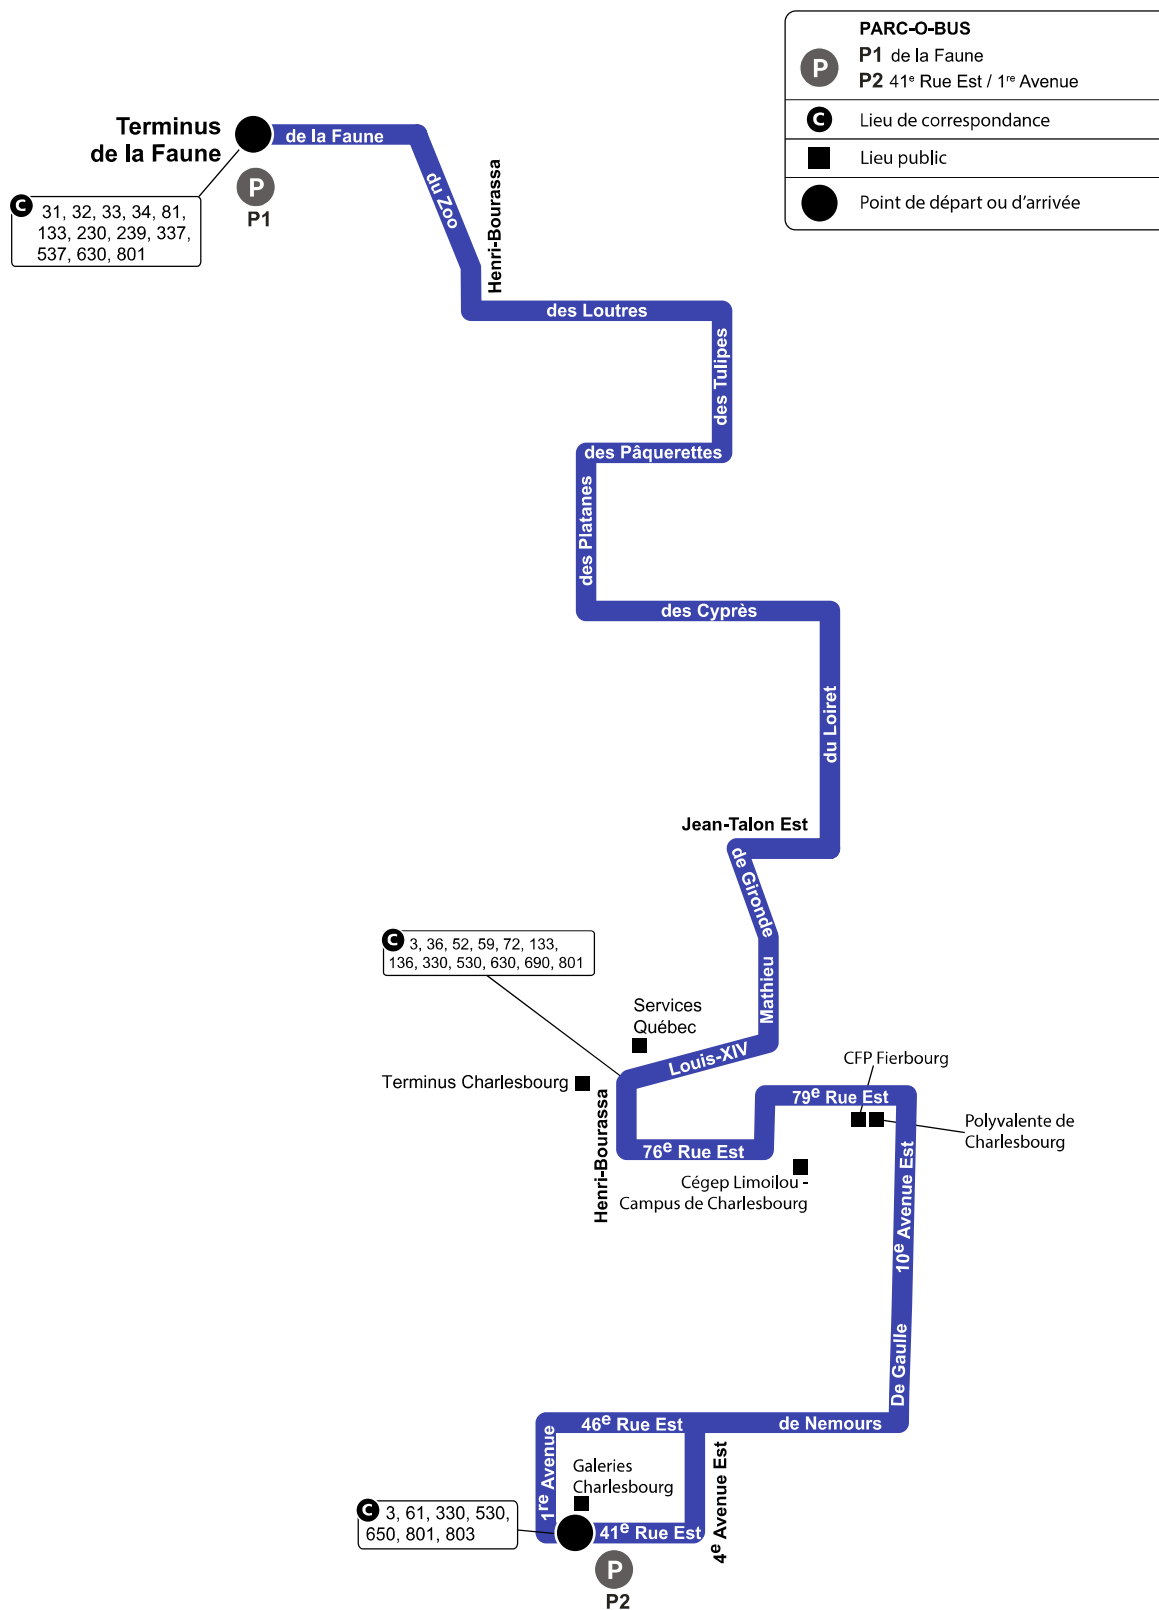 PARC-O-BUS
P
P1 de la Faune
P2 41e Rue Est / 1re Avenue
C Lieu de correspondance
Lieu public
Point de départ ou d'arrivée
Terminus
de la Faune
de la Faune
P
P1
C 31, 32, 33, 34, 81,
133, 230, 239, 337,
537, 630, 801
du Zoo
Henri-Bourassa
des Loutres
des Tulipes
des Pâquerettes
des Platanes
des Cyprès
du Loiret
Jean-Talon Est
de Gironde
C 3, 36, 52, 59, 72, 133,
136, 330, 530, 630, 690, 801
Mathieu
Services
Québec
Louis-XIV
Terminus Charlesbourg
Henri-Bourassa
76e Rue Est
CFP Fierbourg
79e Rue Est
Polyvalente de
Charlesbourg
Cégep Limoilou -
Campus de Charlesbourg
10e Avenue Est
De Gaulle
de Nemours
46e Rue Est
1re Avenue
4e Avenue Est
Galeries
Charlesbourg
C 3, 61, 330, 530,
650, 801, 803
41e Rue Est
P
P2